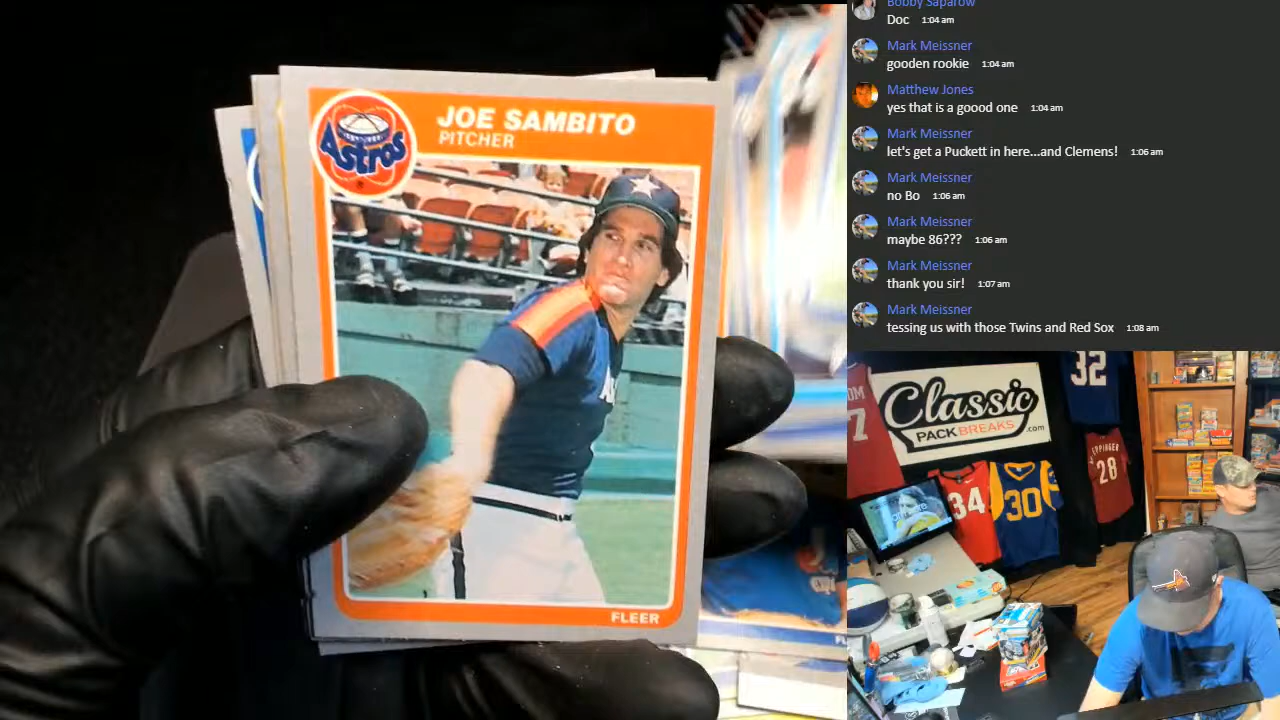 JOE SAMBITO
PITCHER
Astros
FLEER
Bobby Saparow
Doc 1:04 am
Mark Meissner
gooden rookie 1:04 am
Matthew Jones
yes that is a goood one 1:04 am
Mark Meissner
let's get a Puckett in here...and Clemens! 1:06 am
Mark Meissner
no Bo 1:06 am
Mark Meissner
maybe 86??? 1:06 am
Mark Meissner
thank you sir! 1:07 am
Mark Meissner
tessing us with those Twins and Red Sox 1:08 am
Classic
PACKBREAKS.com
32
7
34
30
28